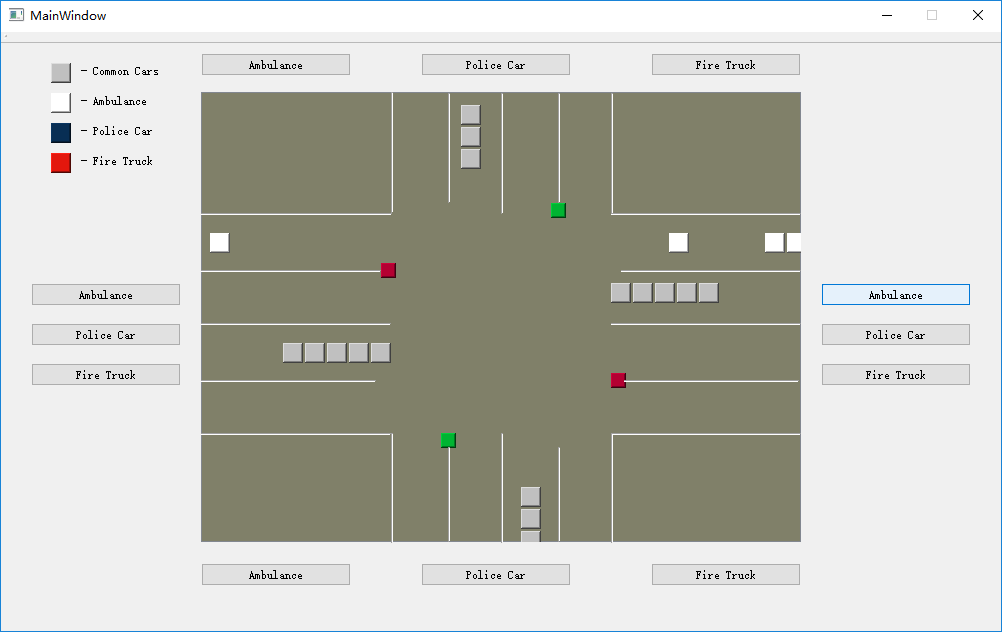 MainWindow
Ambulance
Police Car
Fire Truck
- Common Cars
- Ambulance
- Police Car
- Fire Truck
Ambulance
Police Car
Fire Truck
Ambulance
Police Car
Fire Truck
Ambulance
Police Car
Fire Truck